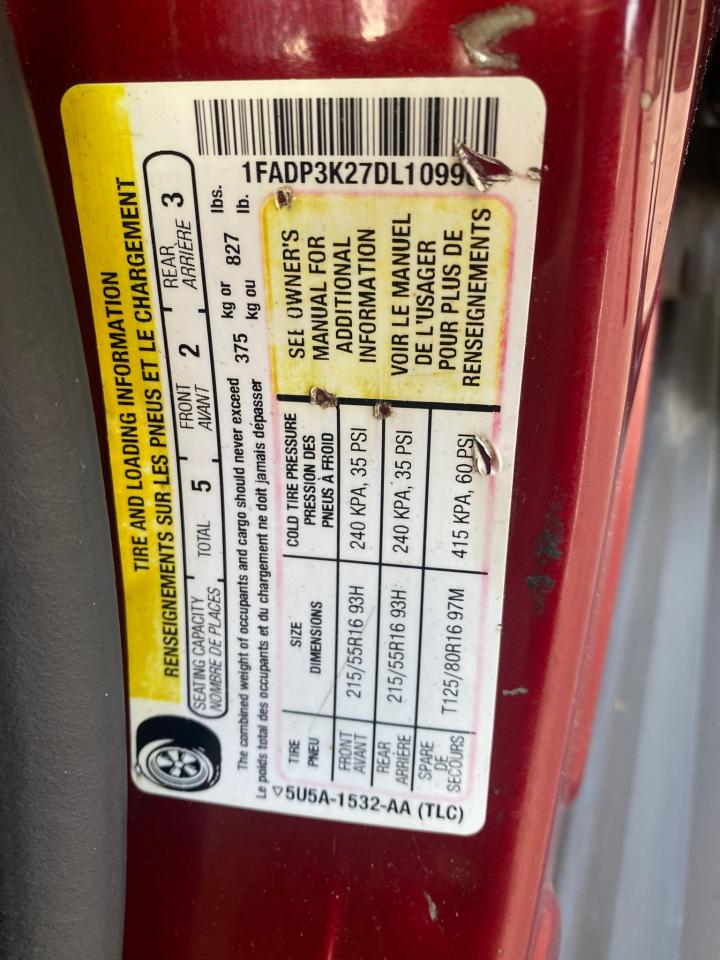 TIRE AND LOADING INFORMATION
RENSEIGNEMENTS SUR LES PNEUS ET LE CHARGEMENT
SEATING CAPACITY
NOMBRE DE PLACES
TOTAL 5
FRONT
AVANT
2
REAR
ARRIÈRE
3
The combined weight of occupants and cargo should never exceed
Le poids total des occupants et du chargement ne doit jamais dépasser
375
kg or
kg ou
827
lbs.
lb.
1FADP3K27DL1099
TIRE
PNEU
SIZE
DIMENSIONS
COLD TIRE PRESSURE
PRESSION DES
PNEUS À FROID
FRONT
AVANT
215/55R16 93H
240 KPA, 35 PSI
REAR
ARRIÈRE
215/55R16 93H
240 KPA, 35 PSI
SPARE
DE
SECOURS
T125/80R16 97M
415 KPA, 60 PSI
SEE OWNER'S
MANUAL FOR
ADDITIONAL
INFORMATION
VOIR LE MANUEL
DE L'USAGER
POUR PLUS DE
RENSEIGNEMENTS
▽5U5A-1532-AA (TLC)